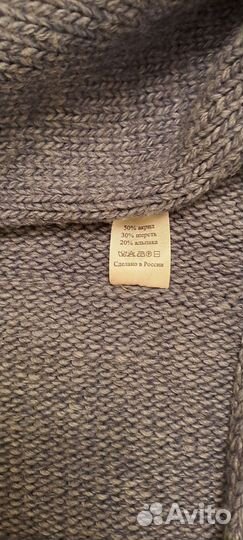 50% акрил
30% шерсть
20% альпака
Сделано в России
Avito